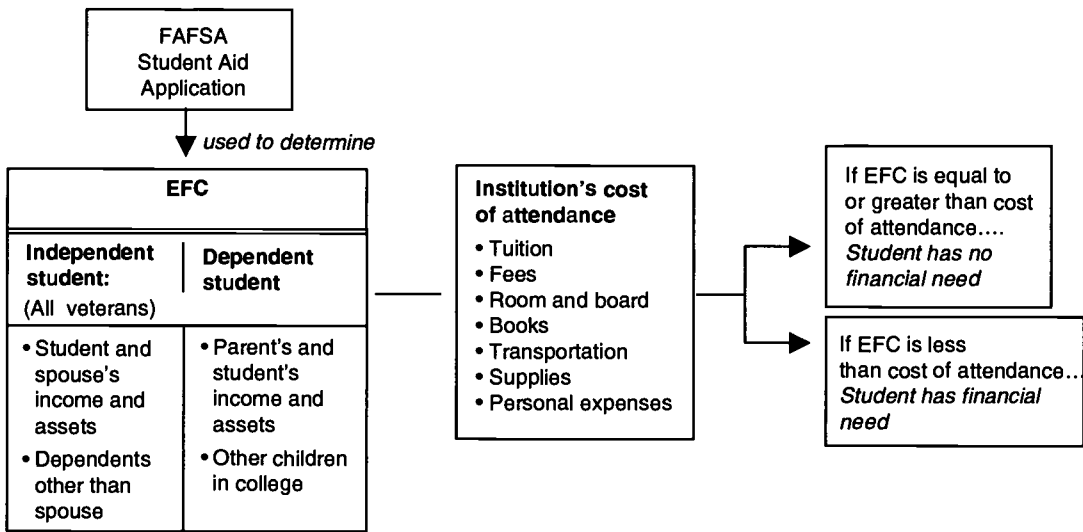 FAFSA
Student Aid
Application
used to determine
EFC
Independent
student:
(All veterans)
Dependent
student
• Student and
spouse's
income and
assets
• Dependents
other than
spouse
• Parent's and
student's
income and
assets
• Other children
in college
Institution's cost
of attendance
• Tuition
• Fees
• Room and board
• Books
• Transportation
• Supplies
• Personal expenses
If EFC is equal to
or greater than cost
of attendance....
Student has no
financial need
If EFC is less
than cost of attendance...
Student has financial
need